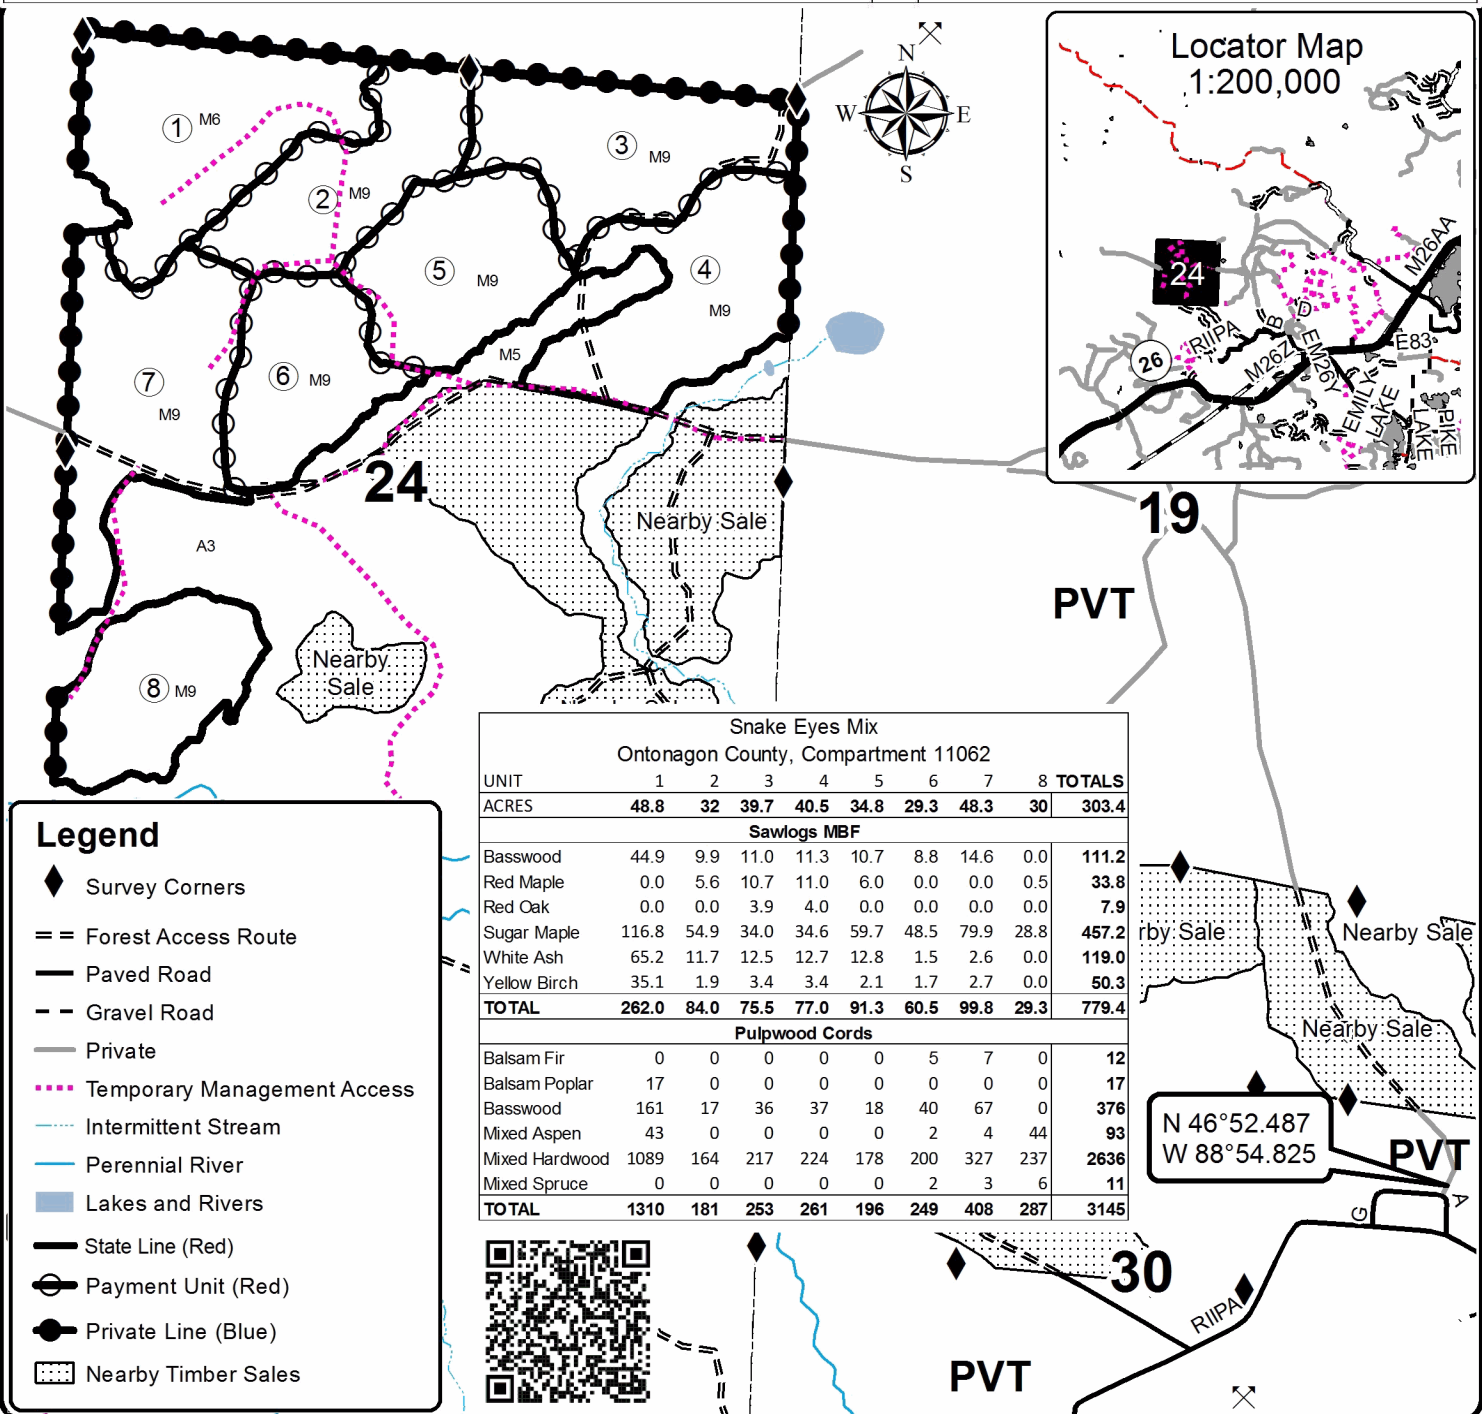 Locator Map
1:200,000
N
W E
S
24
M26AA
RIIPA
B
D
E83
26
M26Z
EM26Y
EMILY
LAKE
LAKE
PIKE
1 M6
2 M9
3 M9
4 M9
5 M9
M5
6 M9
7 M9
24
Nearby Sale
A3
8 M9
Nearby
Sale
19
PVT
Snake Eyes Mix
Ontonagon County, Compartment 11062
UNIT 1 2 3 4 5 6 7 8 TOTALS
ACRES 48.8 32 39.7 40.5 34.8 29.3 48.3 30 303.4
Sawlogs MBF
Basswood 44.9 9.9 11.0 11.3 10.7 8.8 14.6 0.0 111.2
Red Maple 0.0 5.6 10.7 11.0 6.0 0.0 0.0 0.5 33.8
Red Oak 0.0 0.0 3.9 4.0 0.0 0.0 0.0 0.0 7.9
Sugar Maple 116.8 54.9 34.0 34.6 59.7 48.5 79.9 28.8 457.2
White Ash 65.2 11.7 12.5 12.7 12.8 1.5 2.6 0.0 119.0
Yellow Birch 35.1 1.9 3.4 3.4 2.1 1.7 2.7 0.0 50.3
TOTAL 262.0 84.0 75.5 77.0 91.3 60.5 99.8 29.3 779.4
Pulpwood Cords
Balsam Fir 0 0 0 0 0 5 7 0 12
Balsam Poplar 17 0 0 0 0 0 0 0 17
Basswood 161 17 36 37 18 40 67 0 376
Mixed Aspen 43 0 0 0 0 2 4 44 93
Mixed Hardwood 1089 164 217 224 178 200 327 237 2636
Mixed Spruce 0 0 0 0 0 2 3 6 11
TOTAL 1310 181 253 261 196 249 408 287 3145
Legend
Survey Corners
Forest Access Route
Paved Road
Gravel Road
Private
Temporary Management Access
Intermittent Stream
Perennial River
Lakes and Rivers
State Line (Red)
Payment Unit (Red)
Private Line (Blue)
Nearby Timber Sales
rby Sale
Nearby Sale
Nearby Sale
N 46°52.487
W 88°54.825
PVT
A
G
30
RIIPA
PVT